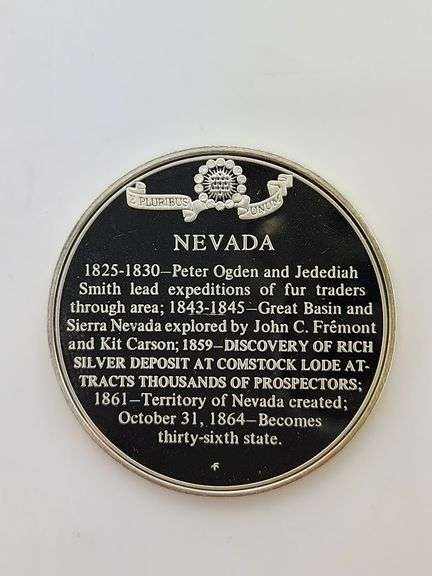 E PLURIBUS UNUM
NEVADA
1825-1830—Peter Ogden and Jedediah
Smith lead expeditions of fur traders
through area; 1843-1845—Great Basin and
Sierra Nevada explored by John C. Frémont
and Kit Carson; 1859—DISCOVERY OF RICH
SILVER DEPOSIT AT COMSTOCK LODE AT-
TRACTS THOUSANDS OF PROSPECTORS;
1861—Territory of Nevada created;
October 31, 1864—Becomes
thirty-sixth state.